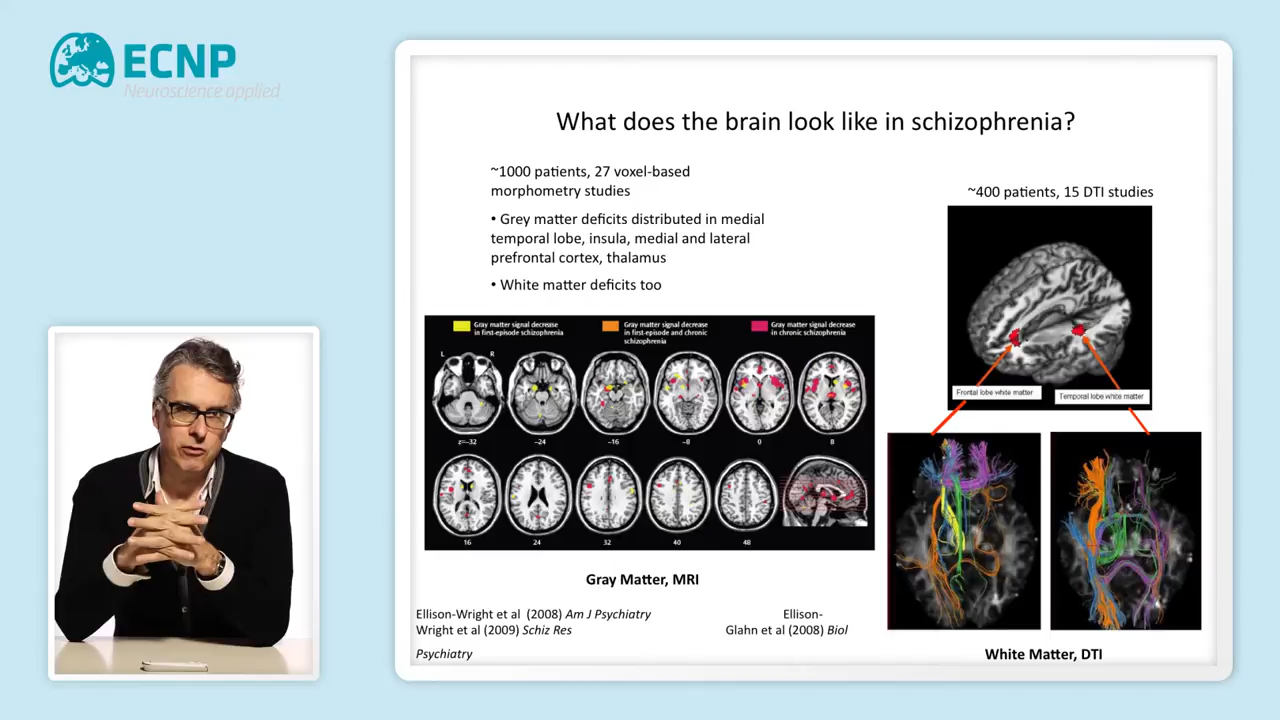 ECNP
Neuroscience applied
What does the brain look like in schizophrenia?
~1000 patients, 27 voxel-based
morphometry studies
• Grey matter deficits distributed in medial
temporal lobe, insula, medial and lateral
prefrontal cortex, thalamus
• White matter deficits too
~400 patients, 15 DTI studies
Gray matter signal decrease
in first-episode schizophrenia
Gray matter signal decrease
in first-episode and chronic
schizophrenia
Gray matter signal decrease
in chronic schizophrenia
L R
z=-32 -24 -16 -8 0 8
16 24 32 40 48
Frontal lobe white matter
Temporal lobe white matter
Gray Matter, MRI
Ellison-Wright et al (2008) Am J Psychiatry Ellison-
Wright et al (2009) Schiz Res Glahn et al (2008) Biol
Psychiatry
White Matter, DTI